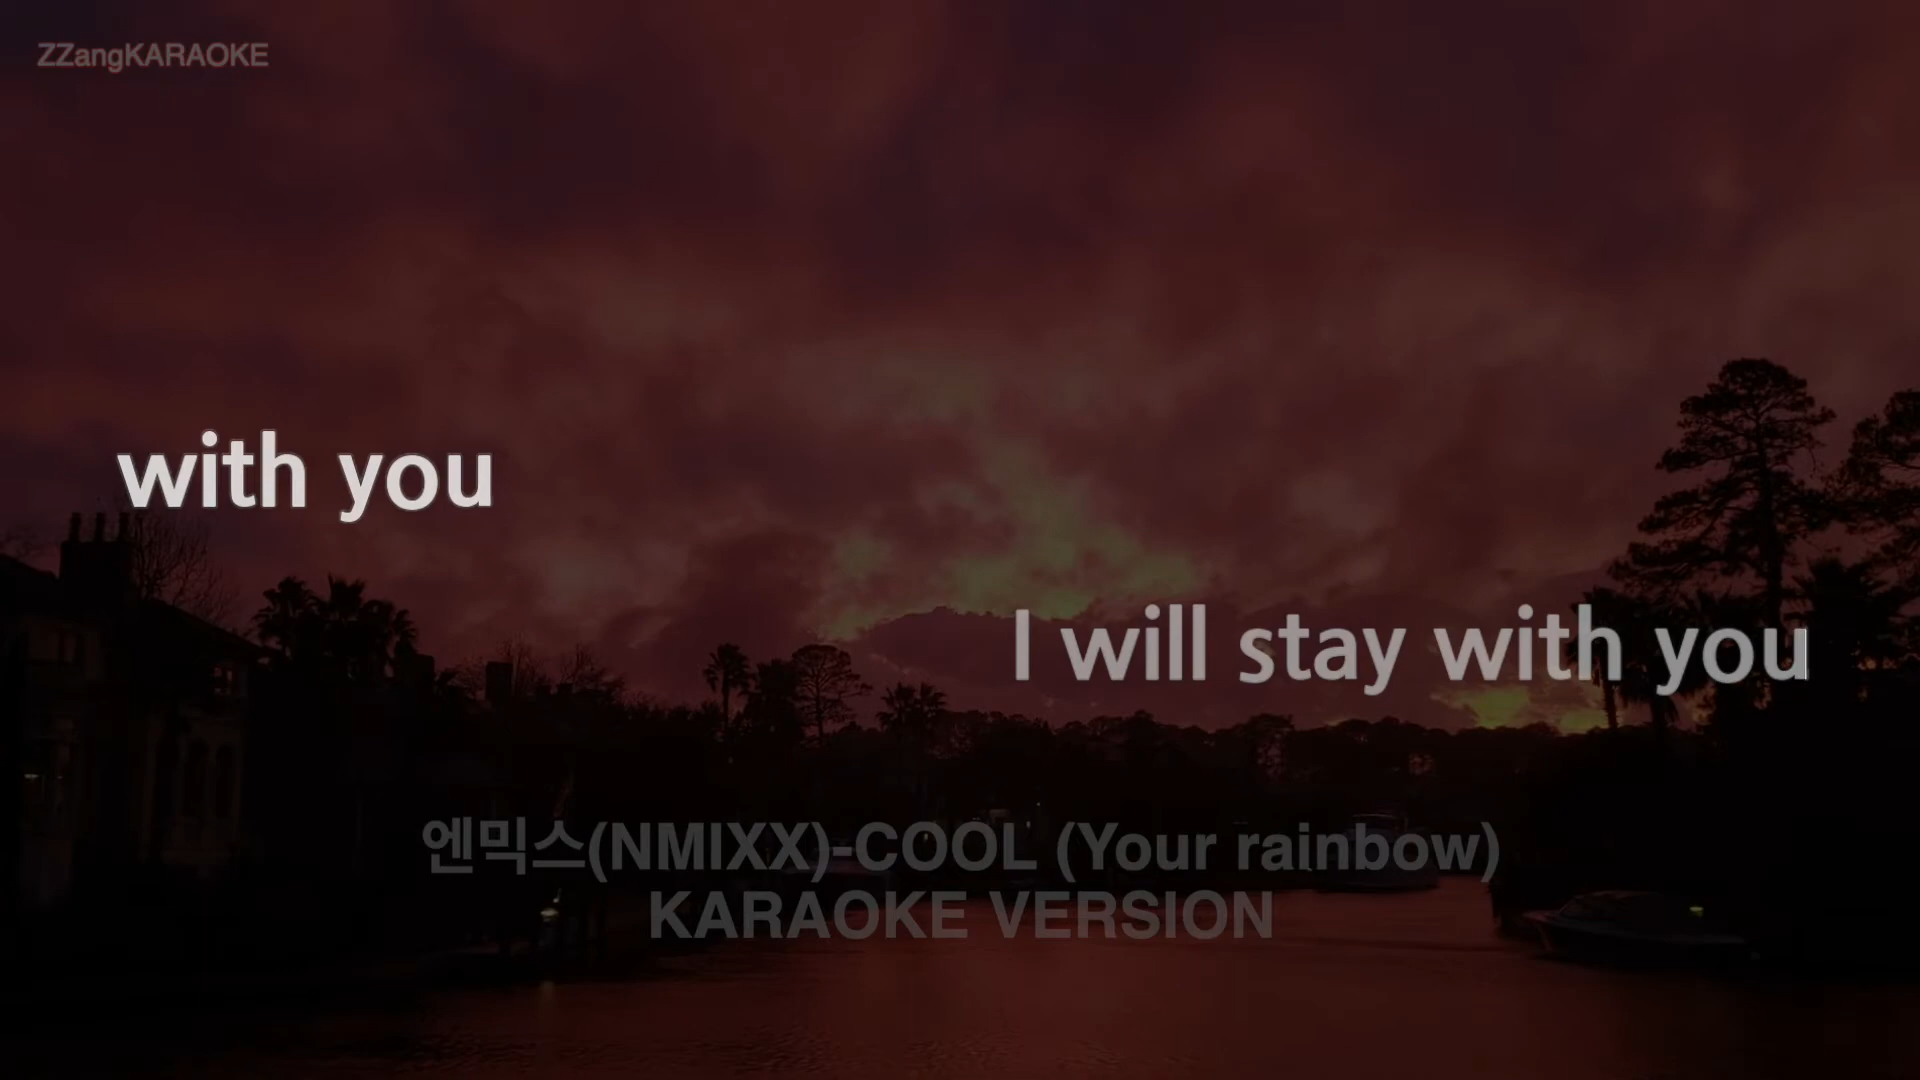 ZZangKARAOKE
with you
I will stay with you
엔믹스(NMIXX)-COOL (Your rainbow)
KARAOKE VERSION